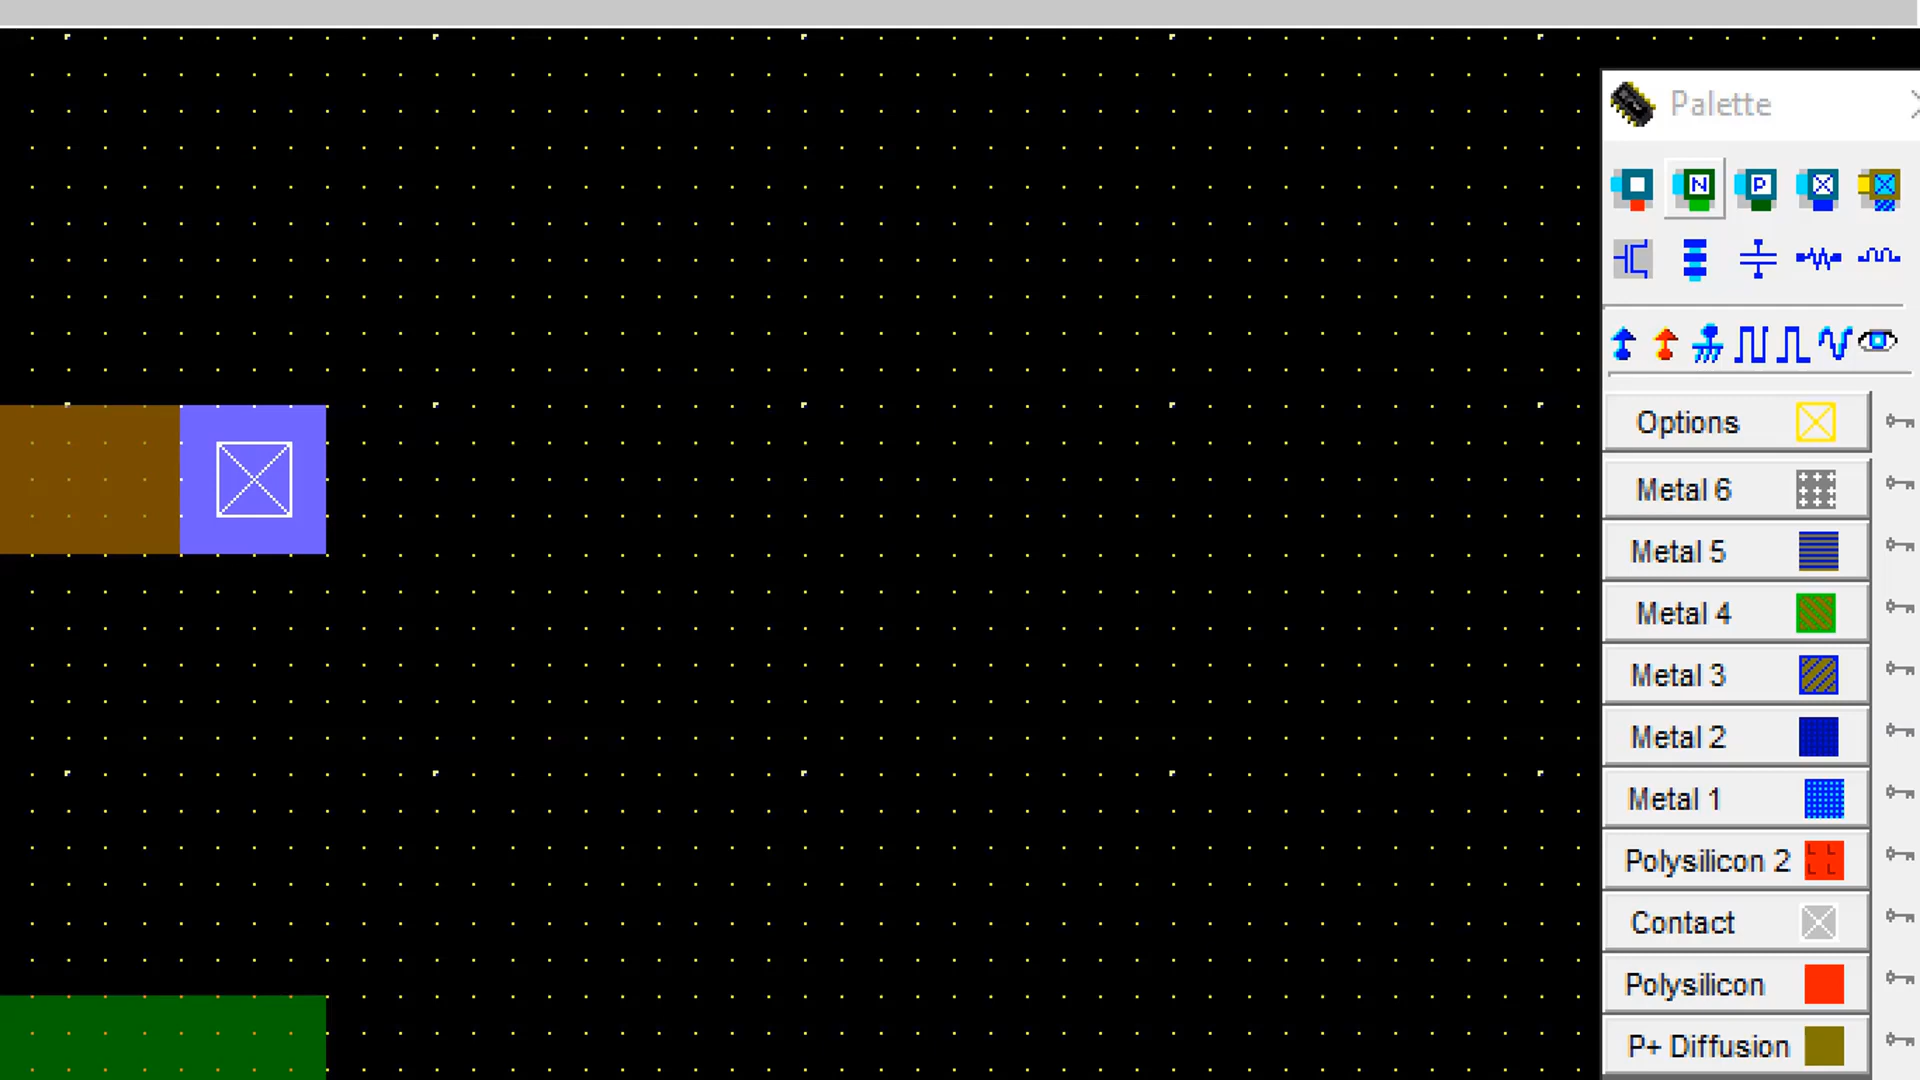 Palette
N
P
Options
Metal 6
Metal 5
Metal 4
Metal 3
Metal 2
Metal 1
Polysilicon 2
Contact
Polysilicon
P+ Diffusion